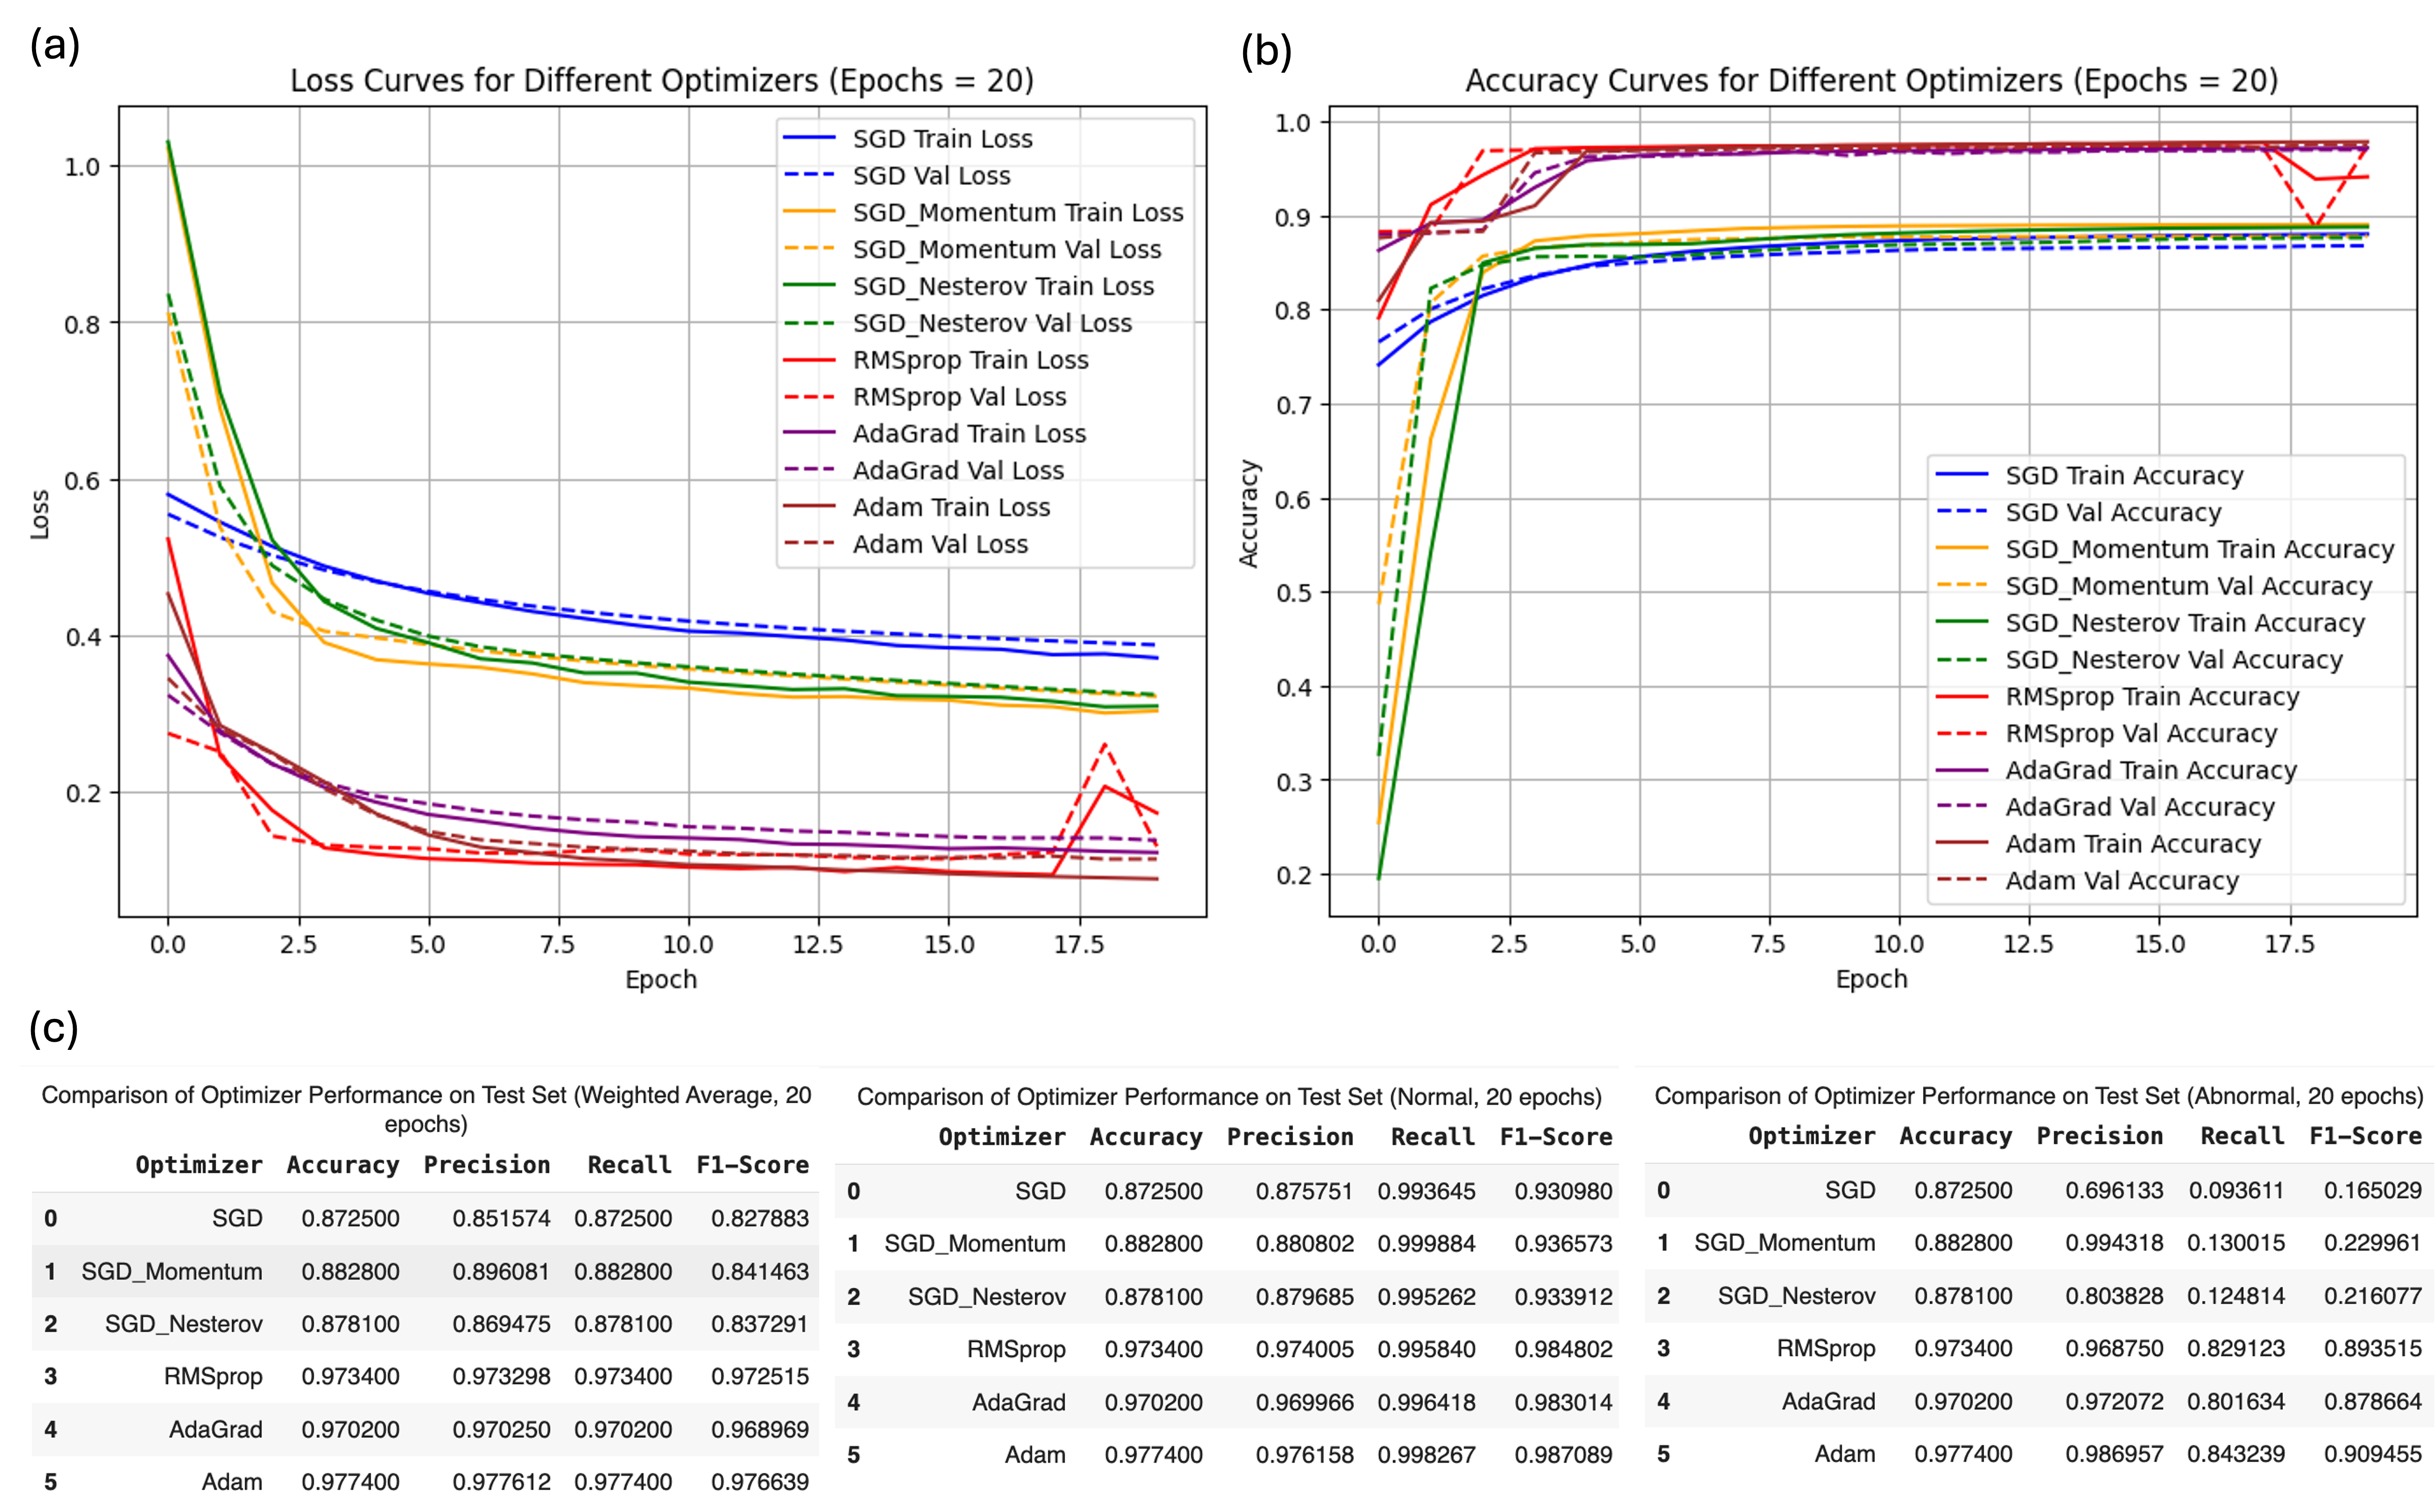 (a)
Loss Curves for Different Optimizers (Epochs = 20)
1.0
0.8
0.6
0.4
0.2
Loss
0.0 2.5 5.0 7.5 10.0 12.5 15.0 17.5
Epoch
SGD Train Loss
SGD Val Loss
SGD_Momentum Train Loss
SGD_Momentum Val Loss
SGD_Nesterov Train Loss
SGD_Nesterov Val Loss
RMSprop Train Loss
RMSprop Val Loss
AdaGrad Train Loss
AdaGrad Val Loss
Adam Train Loss
Adam Val Loss
(b)
Accuracy Curves for Different Optimizers (Epochs = 20)
1.0
0.9
0.8
0.7
0.6
0.5
0.4
0.3
0.2
Accuracy
0.0 2.5 5.0 7.5 10.0 12.5 15.0 17.5
Epoch
SGD Train Accuracy
SGD Val Accuracy
SGD_Momentum Train Accuracy
SGD_Momentum Val Accuracy
SGD_Nesterov Train Accuracy
SGD_Nesterov Val Accuracy
RMSprop Train Accuracy
RMSprop Val Accuracy
AdaGrad Train Accuracy
AdaGrad Val Accuracy
Adam Train Accuracy
Adam Val Accuracy
(c)
Comparison of Optimizer Performance on Test Set (Weighted Average, 20
epochs)
Optimizer Accuracy Precision Recall F1-Score
0 SGD 0.872500 0.851574 0.872500 0.827883
1 SGD_Momentum 0.882800 0.896081 0.882800 0.841463
2 SGD_Nesterov 0.878100 0.869475 0.878100 0.837291
3 RMSprop 0.973400 0.973298 0.973400 0.972515
4 AdaGrad 0.970200 0.970250 0.970200 0.968969
5 Adam 0.977400 0.977612 0.977400 0.976639
Comparison of Optimizer Performance on Test Set (Normal, 20 epochs)
Optimizer Accuracy Precision Recall F1-Score
0 SGD 0.872500 0.875751 0.993645 0.930980
1 SGD_Momentum 0.882800 0.880802 0.999884 0.936573
2 SGD_Nesterov 0.878100 0.879685 0.995262 0.933912
3 RMSprop 0.973400 0.974005 0.995840 0.984802
4 AdaGrad 0.970200 0.969966 0.996418 0.983014
5 Adam 0.977400 0.976158 0.998267 0.987089
Comparison of Optimizer Performance on Test Set (Abnormal, 20 epochs)
Optimizer Accuracy Precision Recall F1-Score
0 SGD 0.872500 0.696133 0.093611 0.165029
1 SGD_Momentum 0.882800 0.994318 0.130015 0.229961
2 SGD_Nesterov 0.878100 0.803828 0.124814 0.216077
3 RMSprop 0.973400 0.968750 0.829123 0.893515
4 AdaGrad 0.970200 0.972072 0.801634 0.878664
5 Adam 0.977400 0.986957 0.843239 0.909455